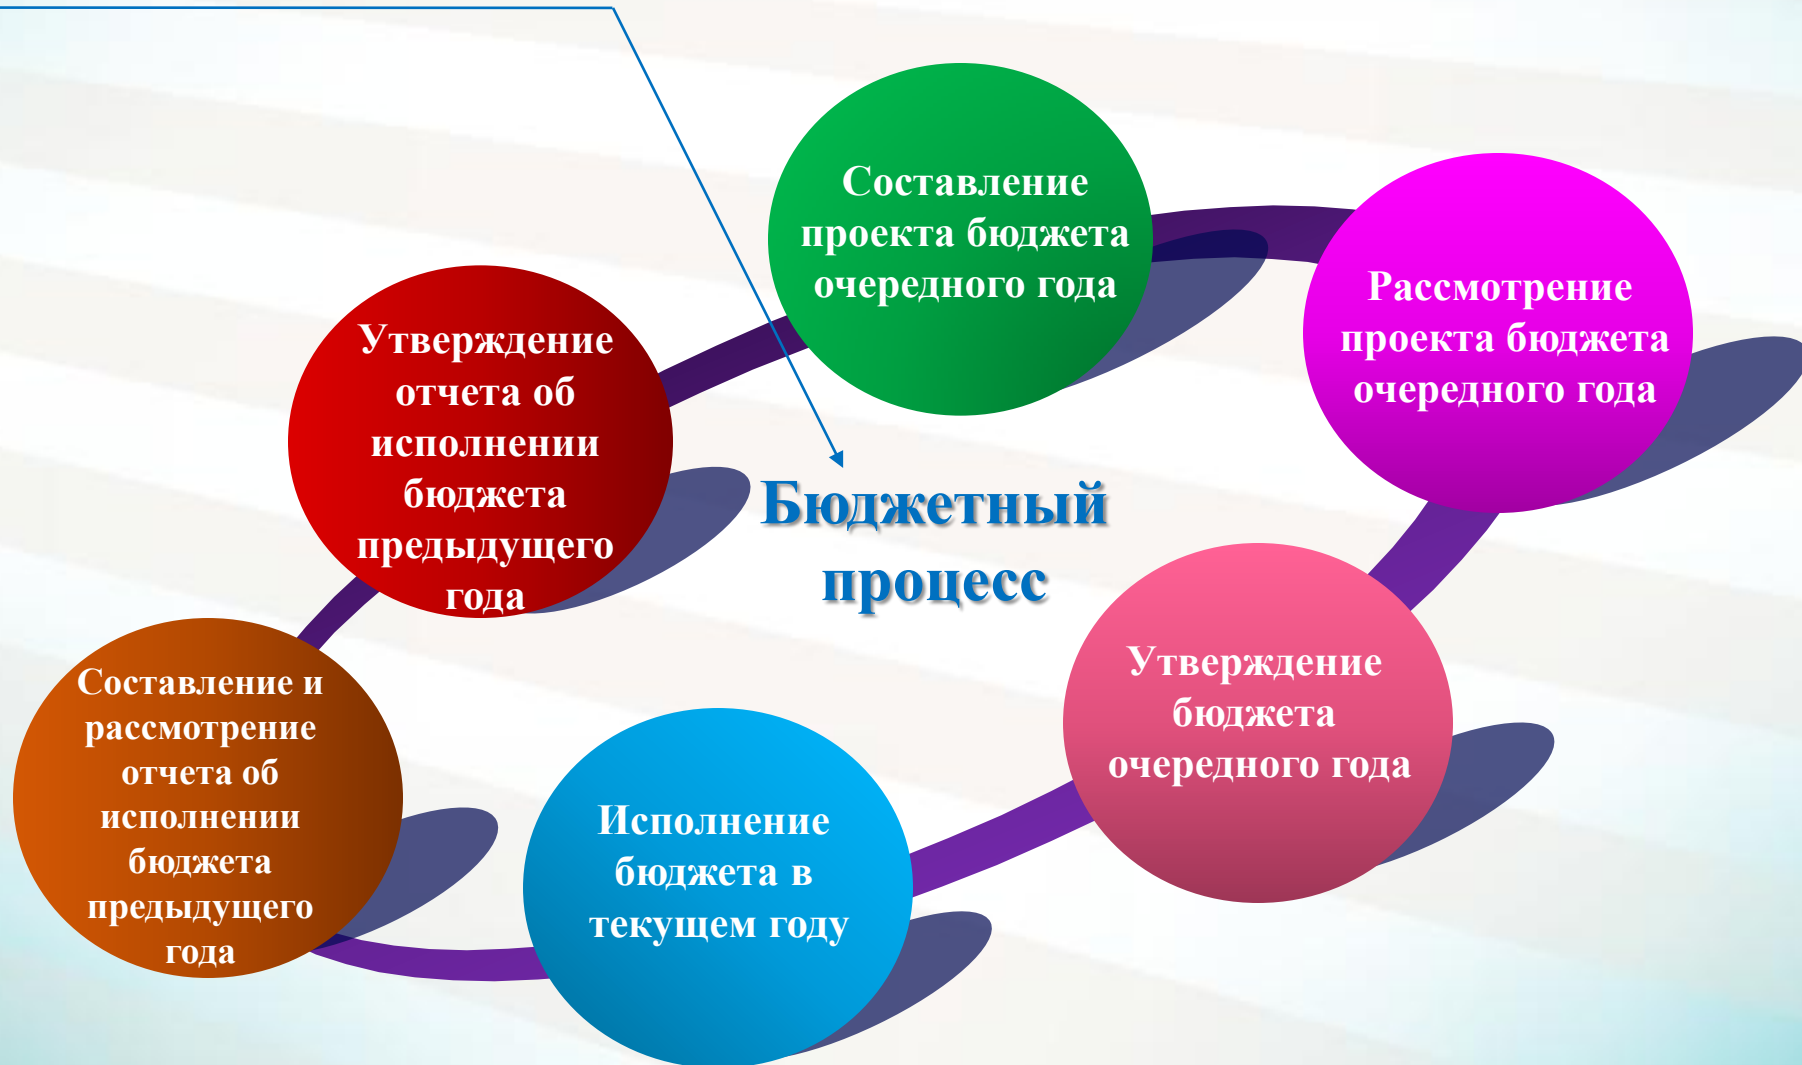 Составление
проекта бюджета
очередного года
Рассмотрение
проекта бюджета
очередного года
Утверждение
отчета об
исполнении
бюджета
предыдущего
года
Бюджетный
процесс
Утверждение
бюджета
очередного года
Составление и
рассмотрение
отчета об
исполнении
бюджета
предыдущего
года
Исполнение
бюджета в
текущем году